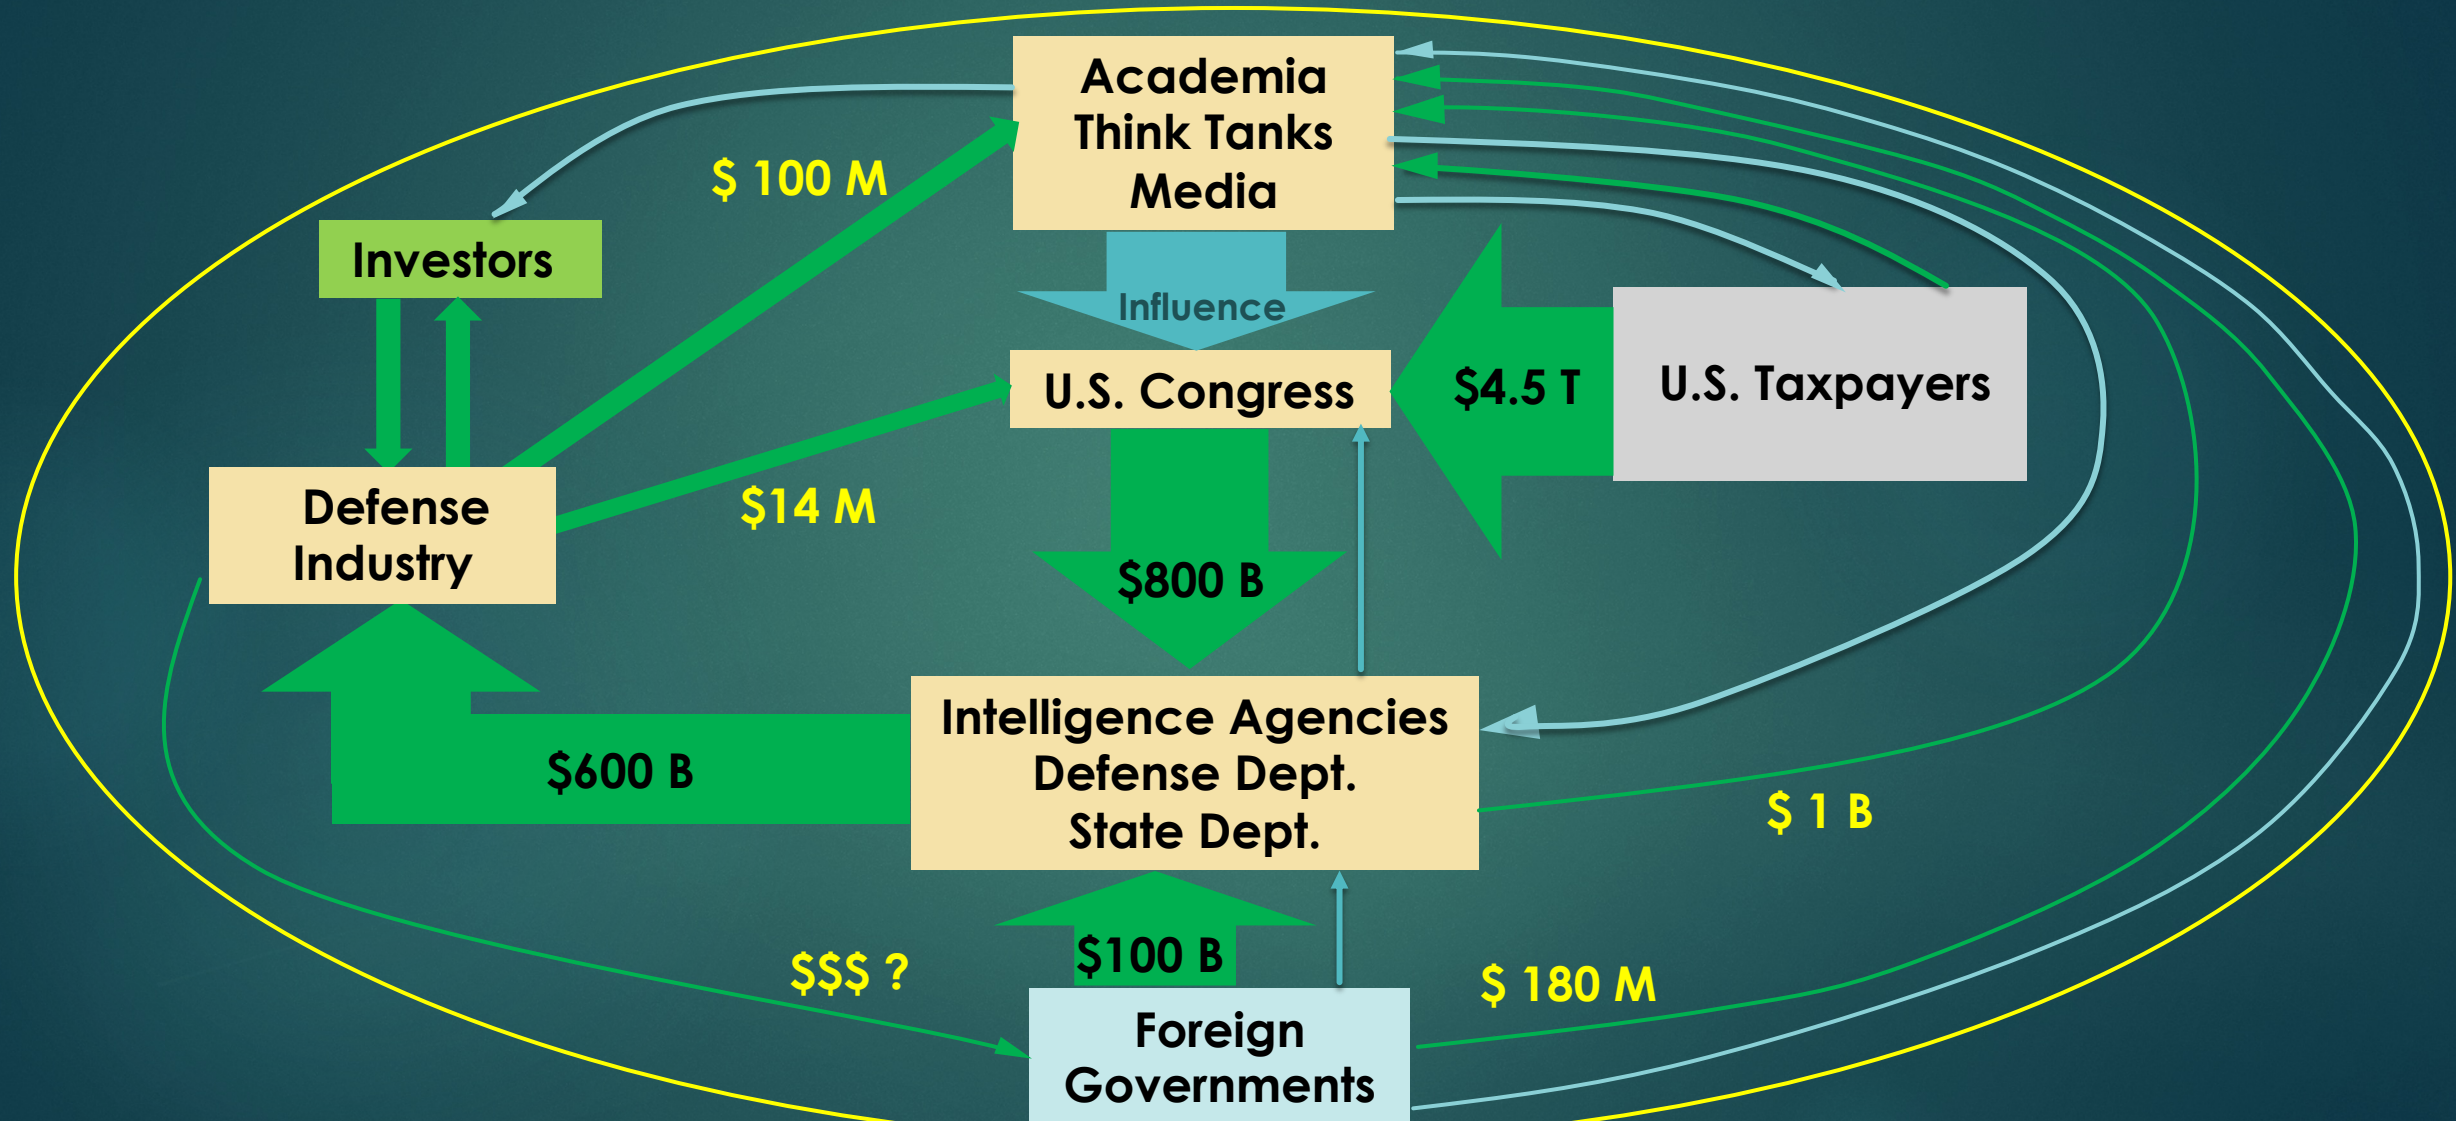 Academia
Think Tanks
Media
$ 100 M
Investors
Influence
U.S. Congress
$4.5 T
U.S. Taxpayers
Defense
Industry
$14 M
$800 B
Intelligence Agencies
Defense Dept.
State Dept.
$600 B
$ 1 B
$$$ ?
$100 B
$ 180 M
Foreign
Governments